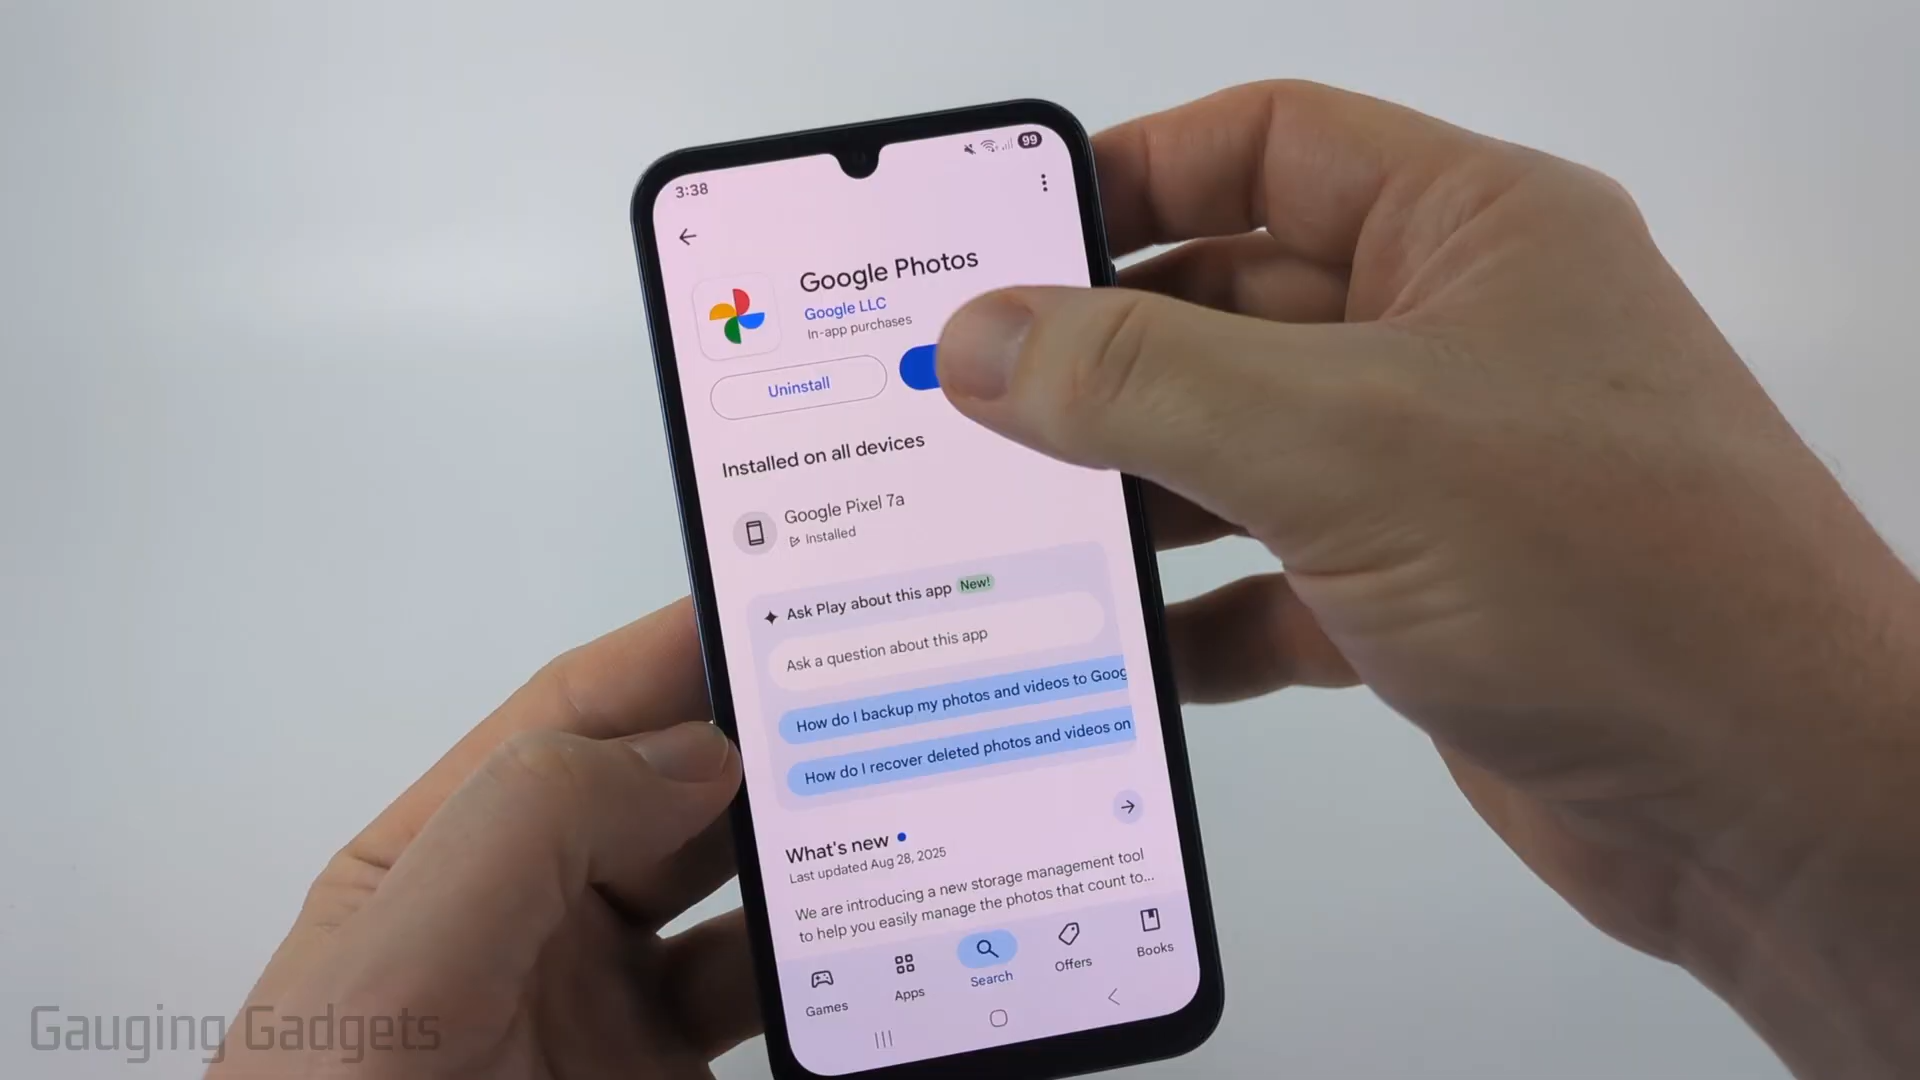 3:38
99
Google Photos
Google LLC
In-app purchases
Uninstall
Installed on all devices
Google Pixel 7a
Installed
Ask Play about this app New!
Ask a question about this app
How do I backup my photos and videos to Goog
How do I recover deleted photos and videos on
What's new
Last updated Aug 28, 2025
We are introducing a new storage management tool
to help you easily manage the photos that count to...
Games
Apps
Search
Offers
Books
Gauging Gadgets